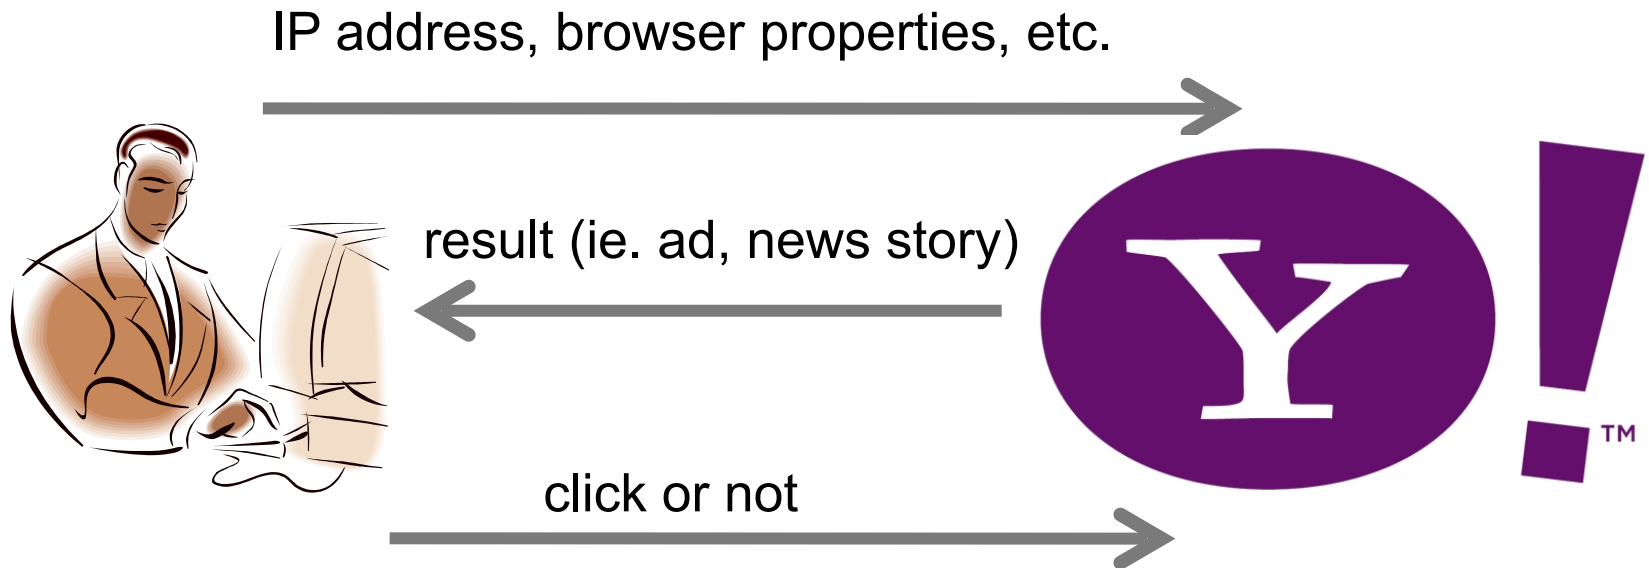 IP address, browser properties, etc.
result (ie. ad, news story)
Y!
TM
click or not